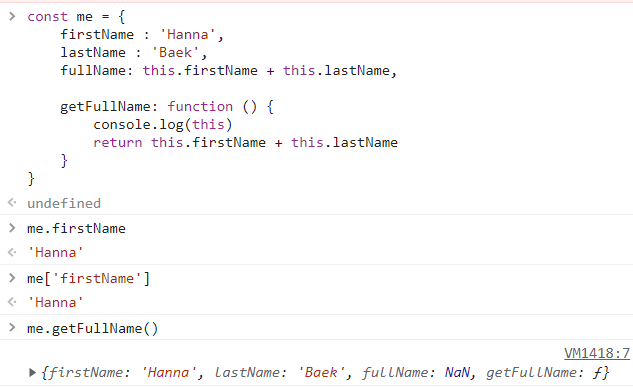 > const me = {
firstName : 'Hanna',
lastName : 'Baek',
fullName: this.firstName + this.lastName,
getFullName: function () {
console.log(this)
return this.firstName + this.lastName
}
}
undefined
> me.firstName
'Hanna'
> me['firstName']
'Hanna'
> me.getFullName()
VM1418:7
{firstName: 'Hanna', lastName: 'Baek', fullName: NaN, getFullName: ƒ}